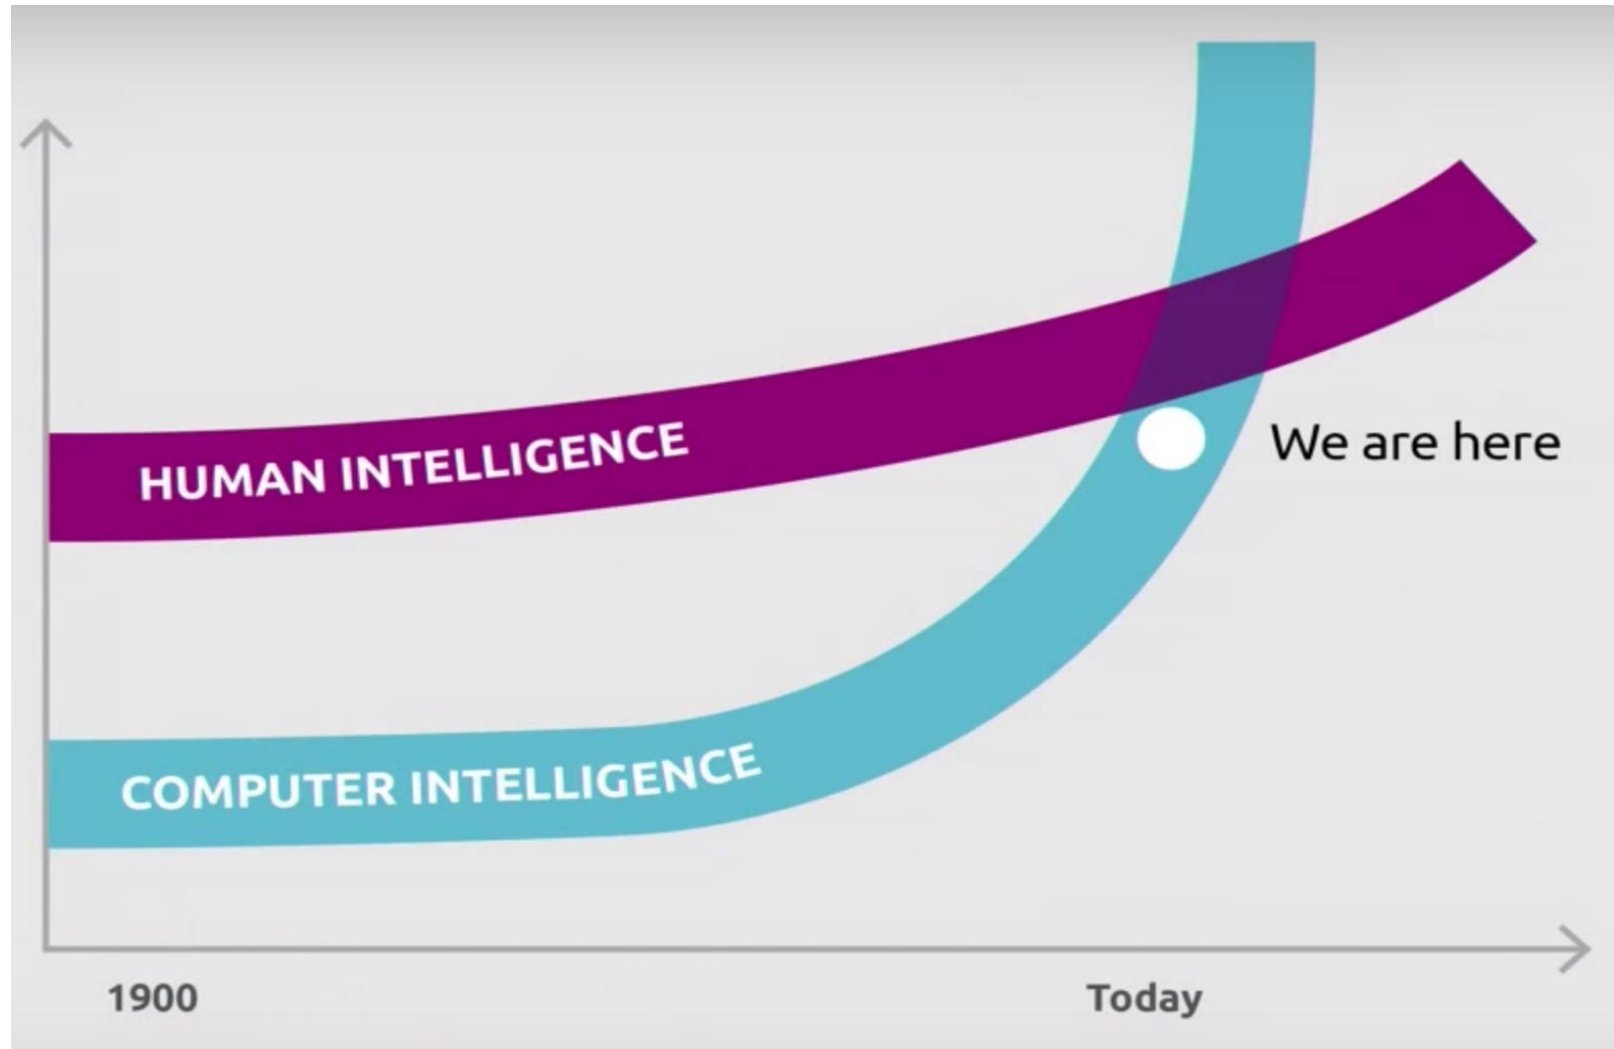 HUMAN INTELLIGENCE
We are here
COMPUTER INTELLIGENCE
1900
Today